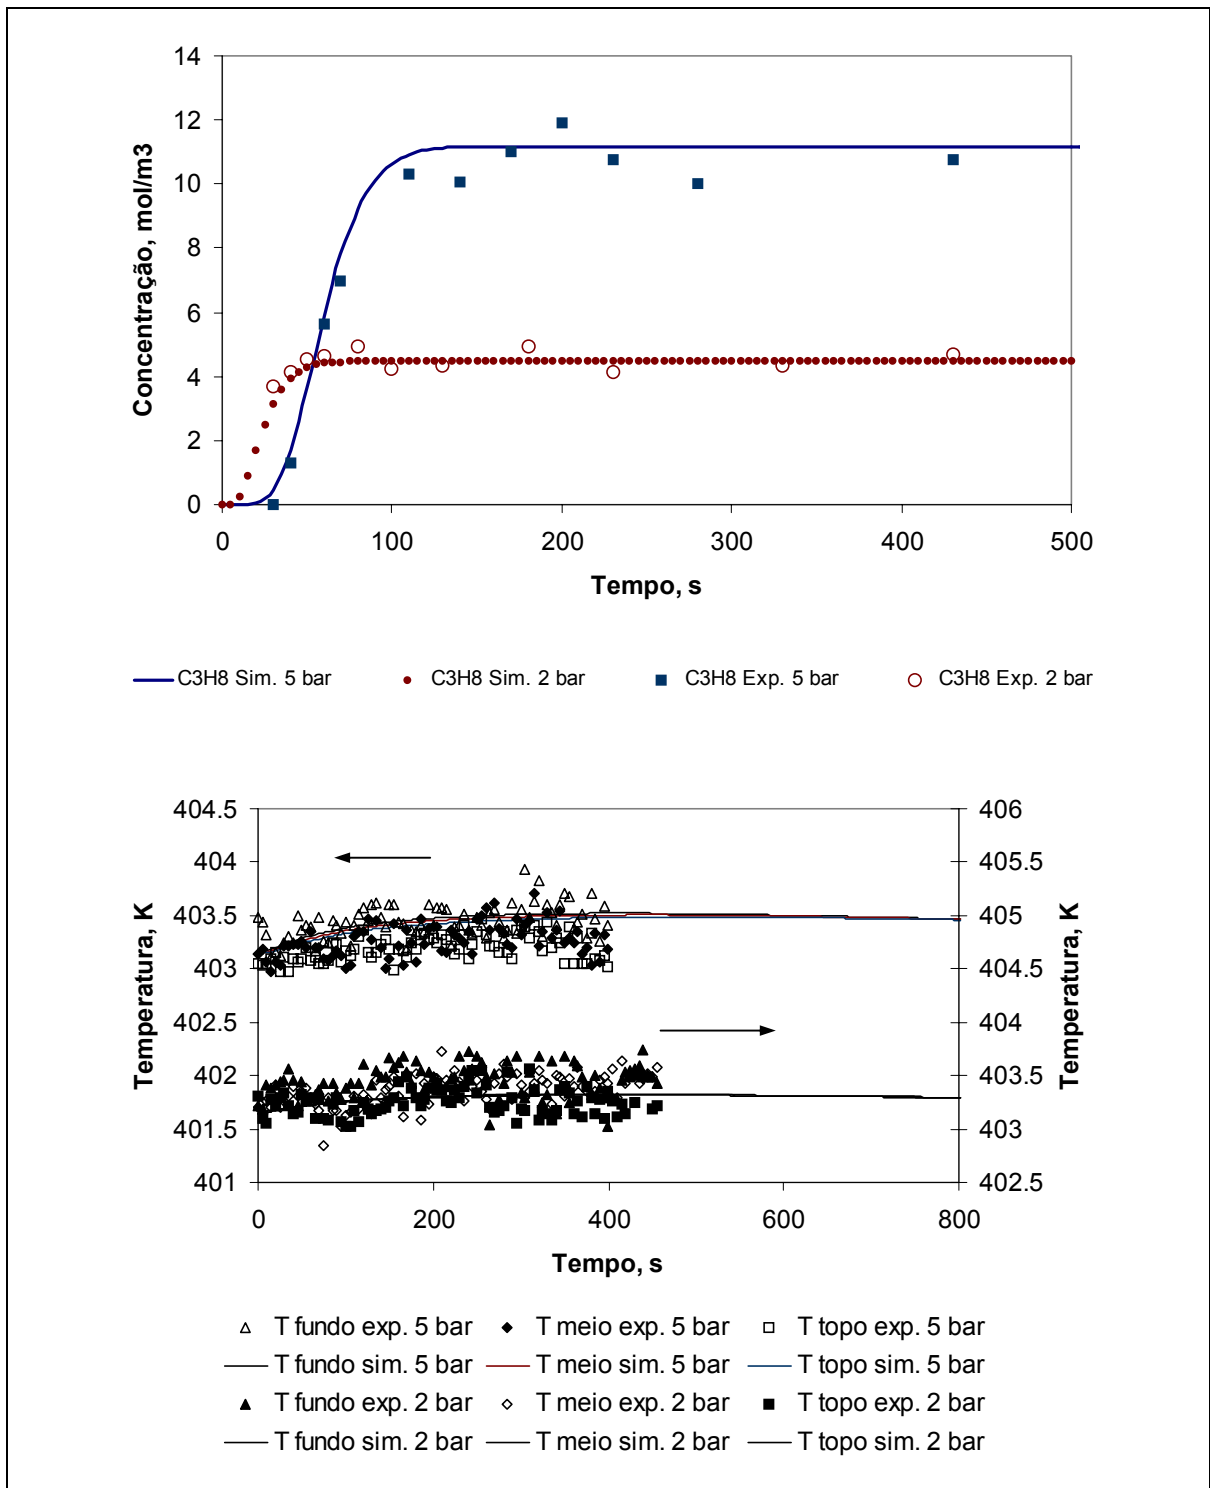 14
12
10
8
6
4
2
0
Concentração, mol/m3
0 100 200 300 400 500
Tempo, s
C3H8 Sim. 5 bar C3H8 Sim. 2 bar C3H8 Exp. 5 bar C3H8 Exp. 2 bar
404.5 406
404 405.5
403.5 405
403 404.5
402.5 404
402 403.5
401.5 403
401 402.5
Temperatura, K
Temperatura, K
0 200 400 600 800
Tempo, s
T fundo exp. 5 bar T meio exp. 5 bar T topo exp. 5 bar
T fundo sim. 5 bar T meio sim. 5 bar T topo sim. 5 bar
T fundo exp. 2 bar T meio exp. 2 bar T topo exp. 2 bar
T fundo sim. 2 bar T meio sim. 2 bar T topo sim. 2 bar